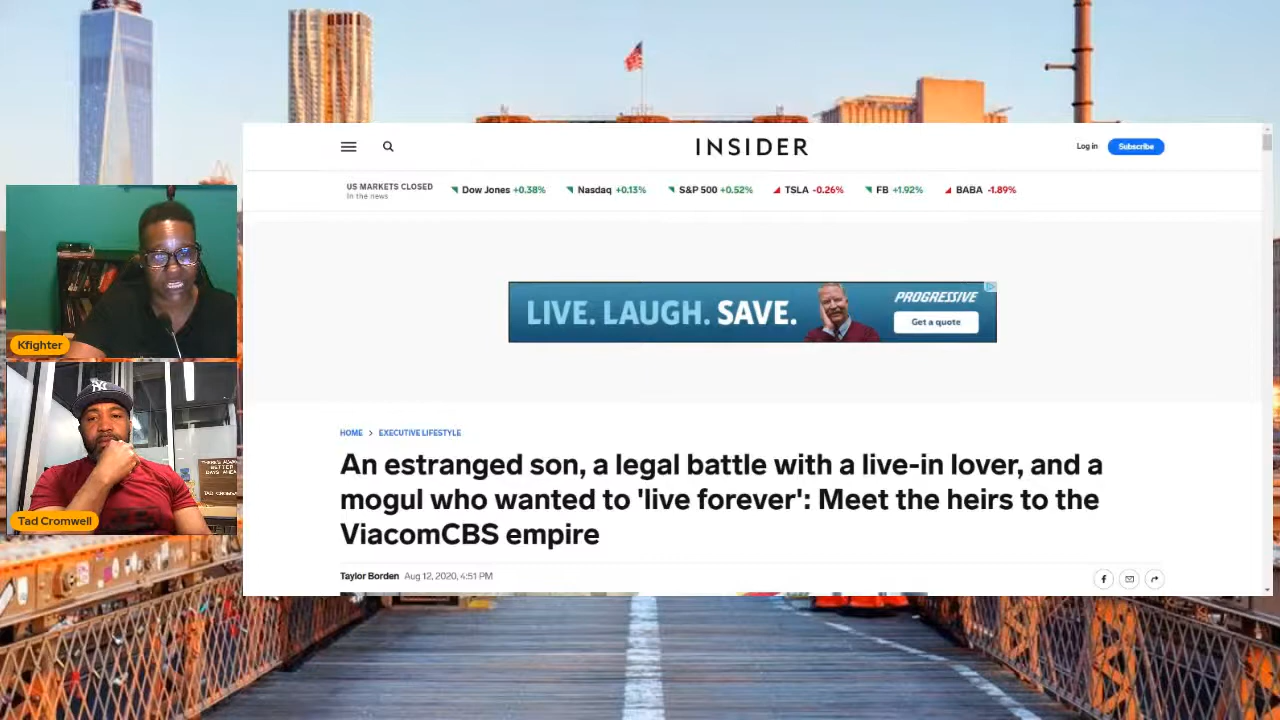 INSIDER
Log in
Subscribe
US MARKETS CLOSED
In the news
Dow Jones +0.38%
Nasdaq +0.13%
S&P 500 +0.52%
TSLA -0.26%
FB +1.92%
BABA -1.89%
LIVE. LAUGH. SAVE.
PROGRESSIVE
Get a quote
HOME > EXECUTIVE LIFESTYLE
An estranged son, a legal battle with a live-in lover, and a
mogul who wanted to 'live forever': Meet the heirs to the
ViacomCBS empire
Taylor Borden Aug 12, 2020, 4:51 PM
Kfighter
BETTER
DAYS AHEAD
Tad Cromwell